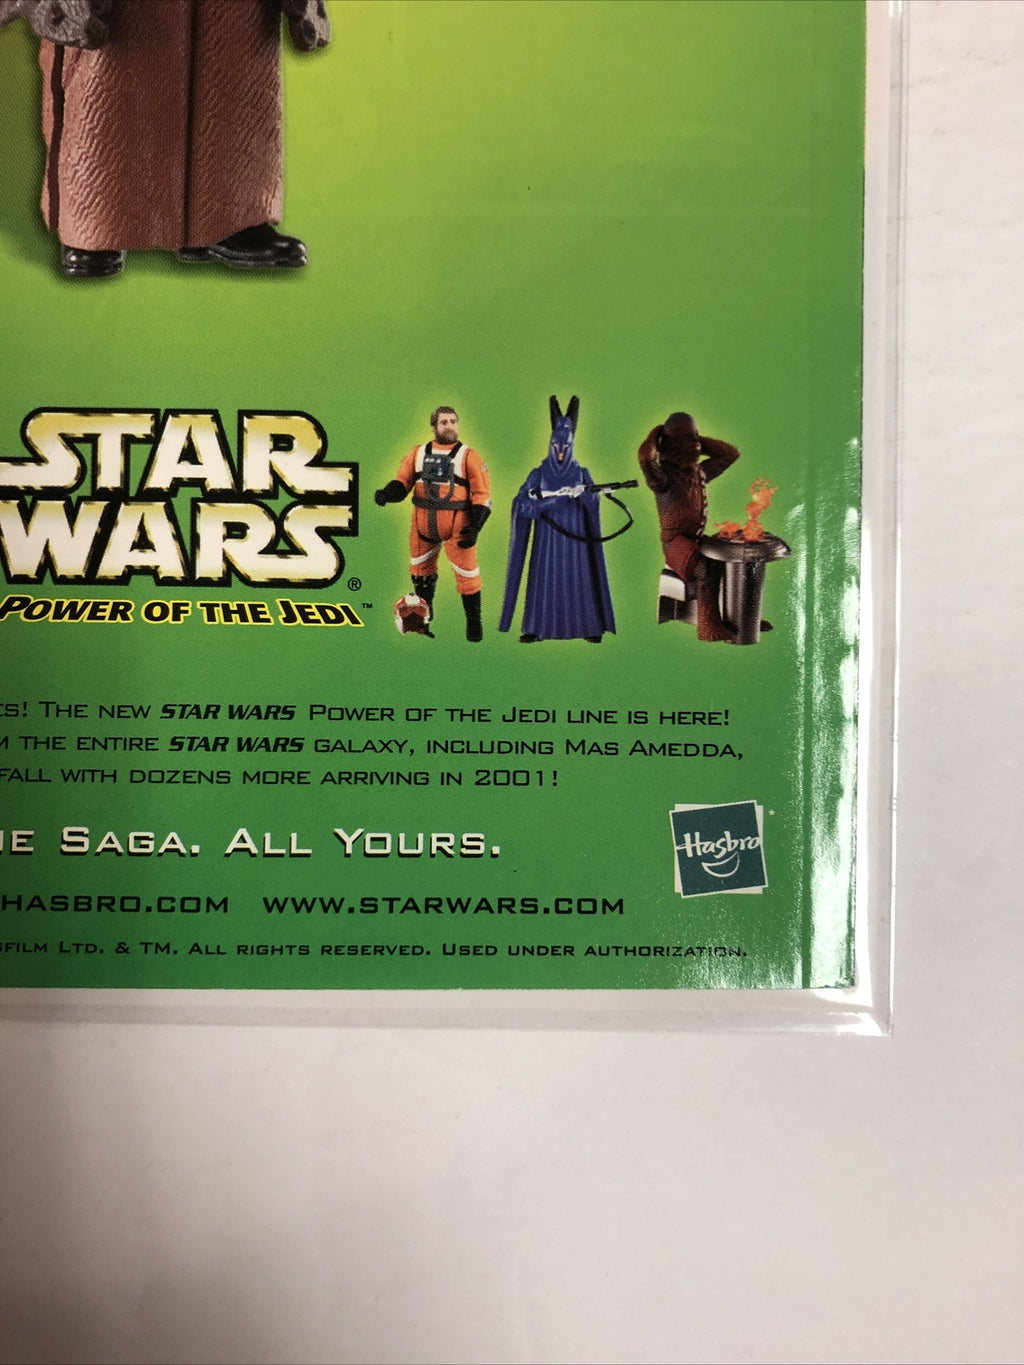 STAR
WARS®
POWER OF THE JEDI™
! THE NEW STAR WARS POWER OF THE JEDI LINE IS HERE!
THE ENTIRE STAR WARS GALAXY, INCLUDING MAS AMEDDA,
FALL WITH DOZENS MORE ARRIVING IN 2001!
SAGA. ALL YOURS.
Hasbro
HASBRO.COM WWW.STARWARS.COM
LTD. & TM. ALL RIGHTS RESERVED. USED UNDER AUTHORIZATION.